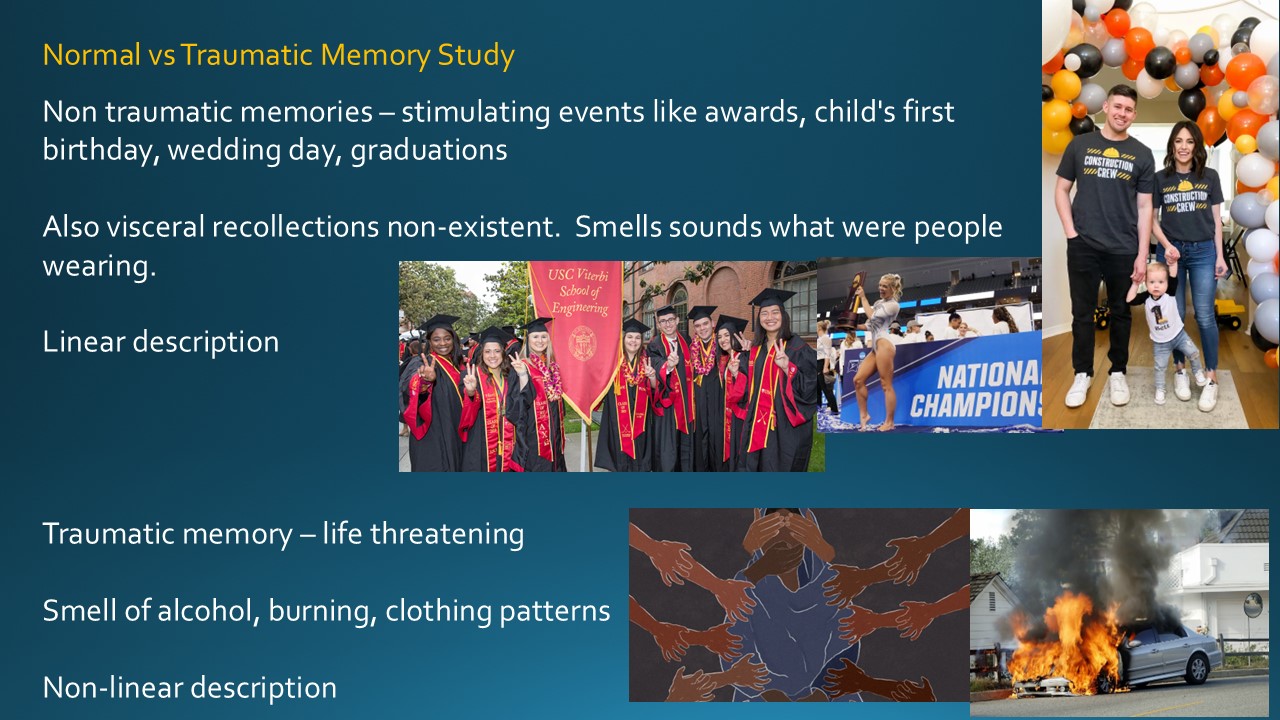 Normal vs Traumatic Memory Study
Non traumatic memories – stimulating events like awards, child's first
birthday, wedding day, graduations
Also visceral recollections non-existent.  Smells sounds what were people
wearing.
Linear description
USC Viterbi
School of
Engineering
NATIONA
CHAMPIONS
CONSTRUCTION
CREW
CONSTRUCTION
CREW
1
Traumatic memory – life threatening
Smell of alcohol, burning, clothing patterns
Non-linear description